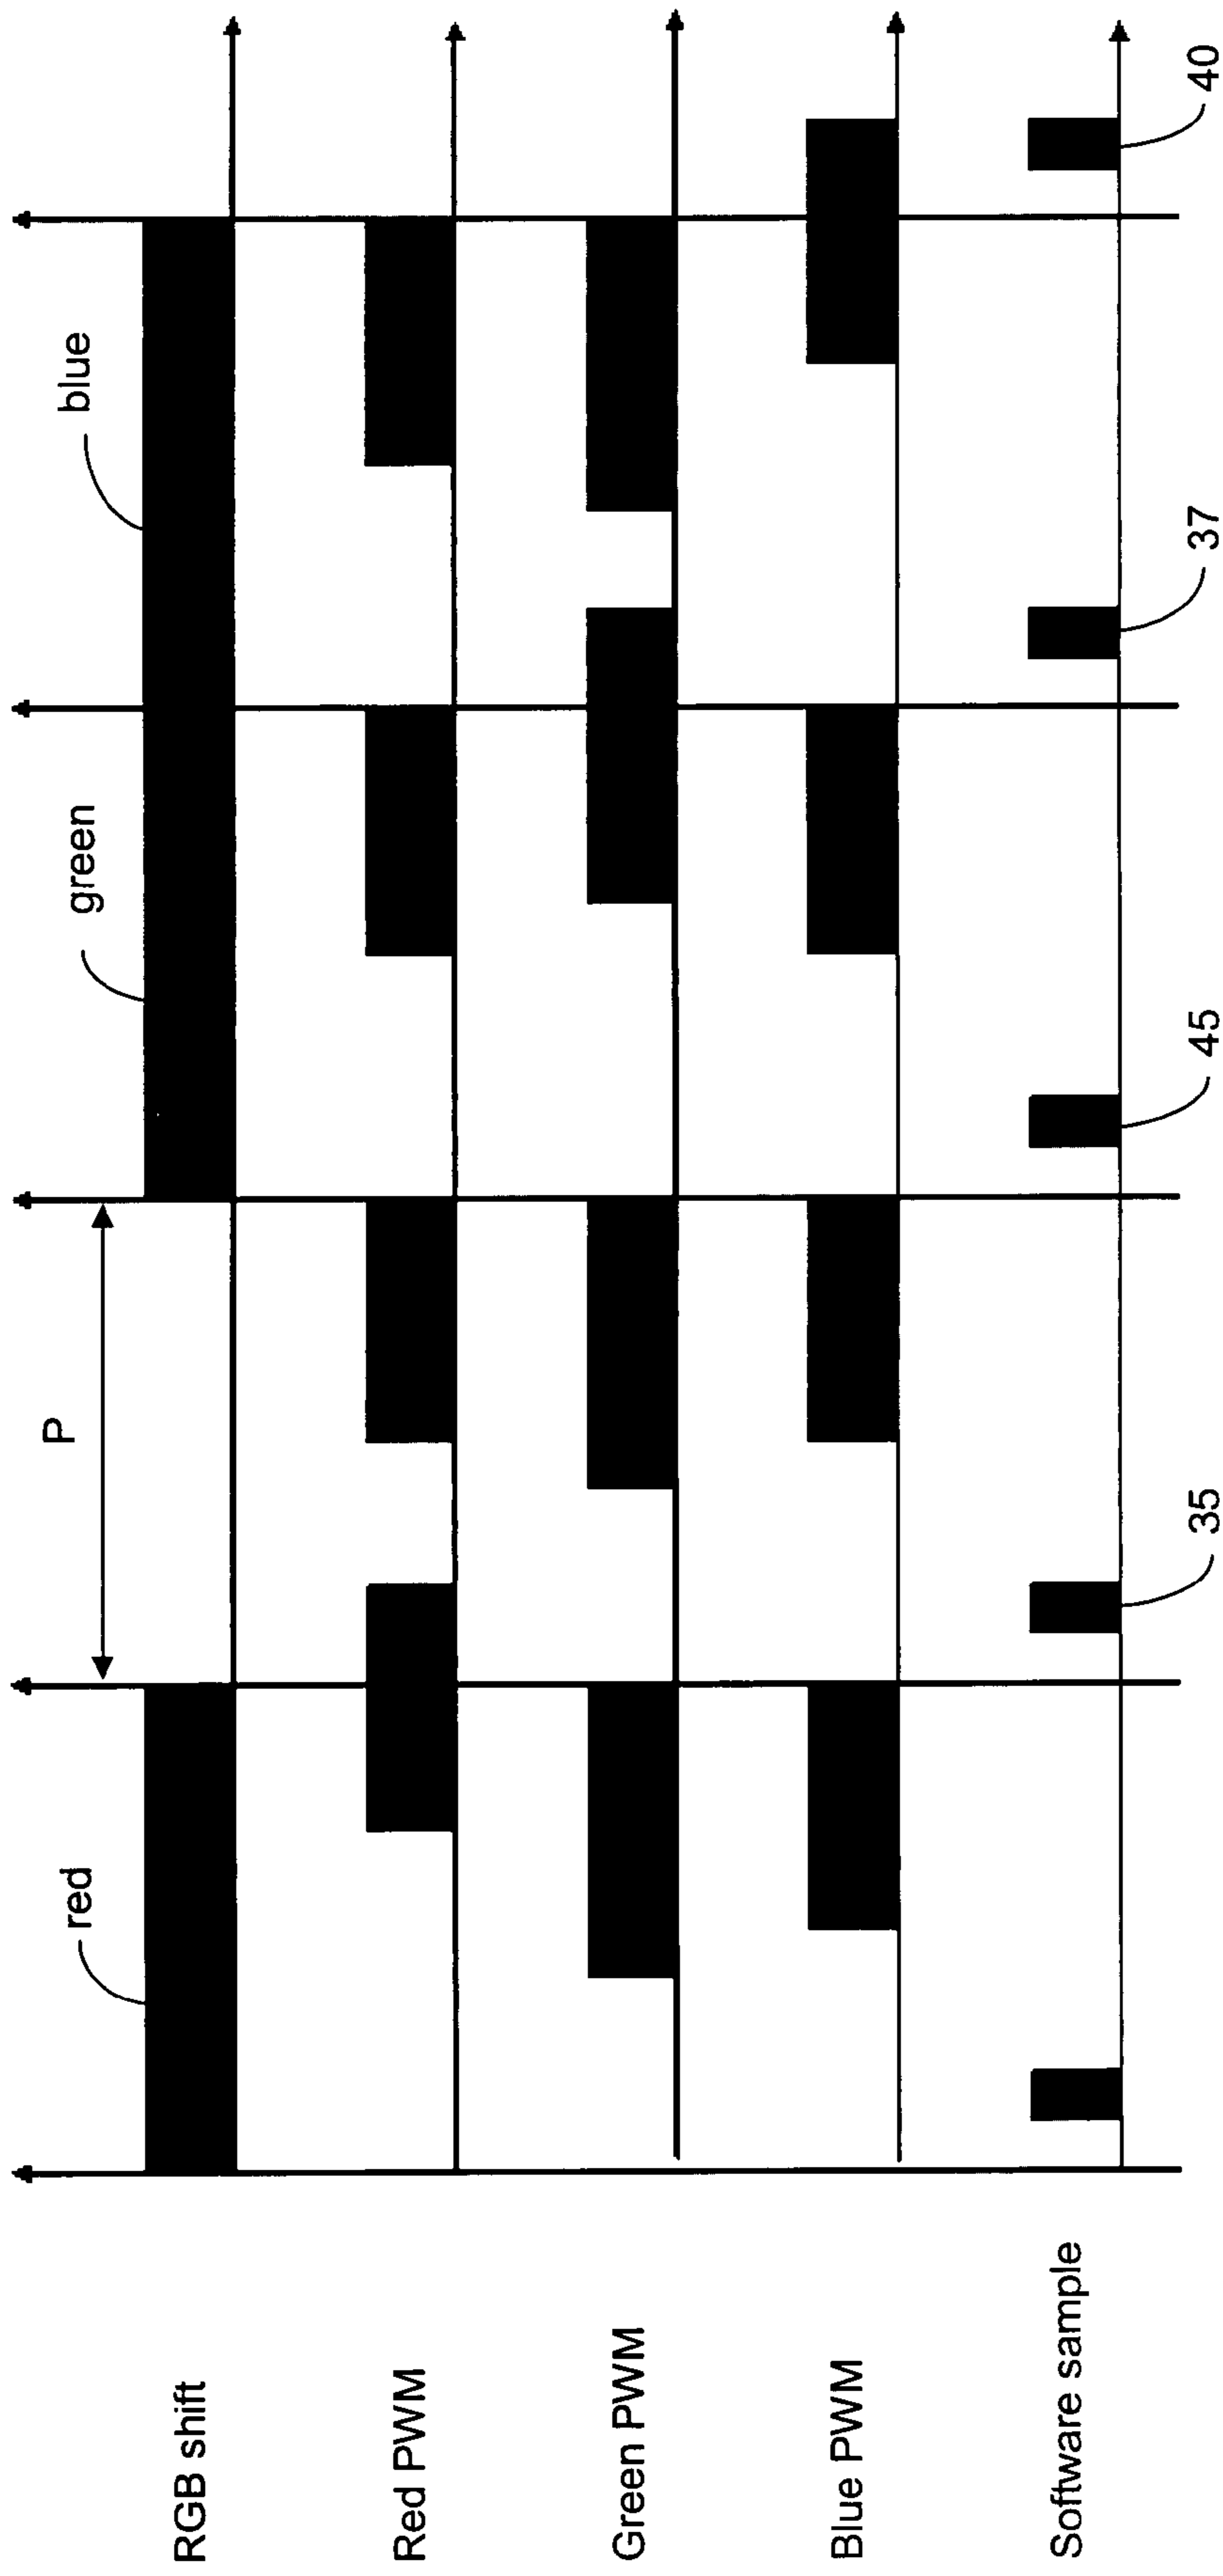 red
P
green
blue
RGB shift
Red PWM
Green PWM
Blue PWM
Software sample
35
45
37
40